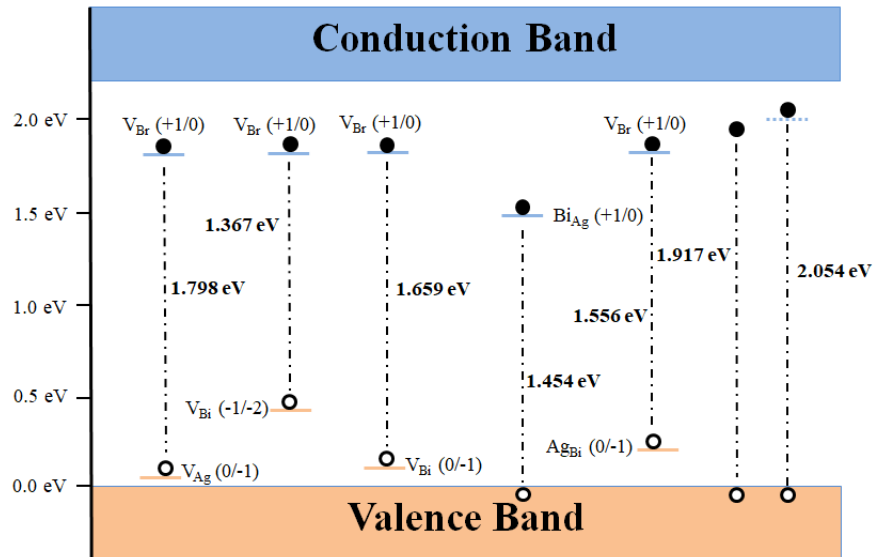 Conduction Band
2.0 eV
V_Br (+1/0)
V_Br (+1/0)
V_Br (+1/0)
V_Br (+1/0)
1.5 eV
1.367 eV
Bi_Ag (+1/0)
1.917 eV
2.054 eV
1.798 eV
1.659 eV
1.0 eV
1.556 eV
0.5 eV
V_Bi (-1/-2)
1.454 eV
Ag_Bi (0/-1)
V_Ag (0/-1)
V_Bi (0/-1)
0.0 eV
Valence Band